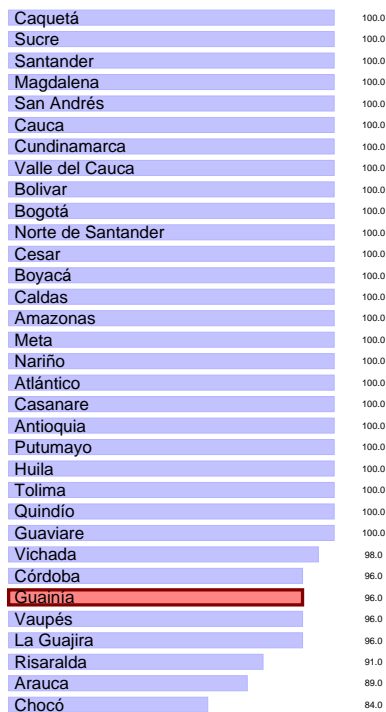 Caquetá 100.0
Sucre 100.0
Santander 100.0
Magdalena 100.0
San Andrés 100.0
Cauca 100.0
Cundinamarca 100.0
Valle del Cauca 100.0
Bolivar 100.0
Bogotá 100.0
Norte de Santander 100.0
Cesar 100.0
Boyacá 100.0
Caldas 100.0
Amazonas 100.0
Meta 100.0
Nariño 100.0
Atlántico 100.0
Casanare 100.0
Antioquia 100.0
Putumayo 100.0
Huila 100.0
Tolima 100.0
Quindío 100.0
Guaviare 100.0
Vichada 98.0
Córdoba 96.0
Guainía 96.0
Vaupés 96.0
La Guajira 96.0
Risaralda 91.0
Arauca 89.0
Chocó 84.0